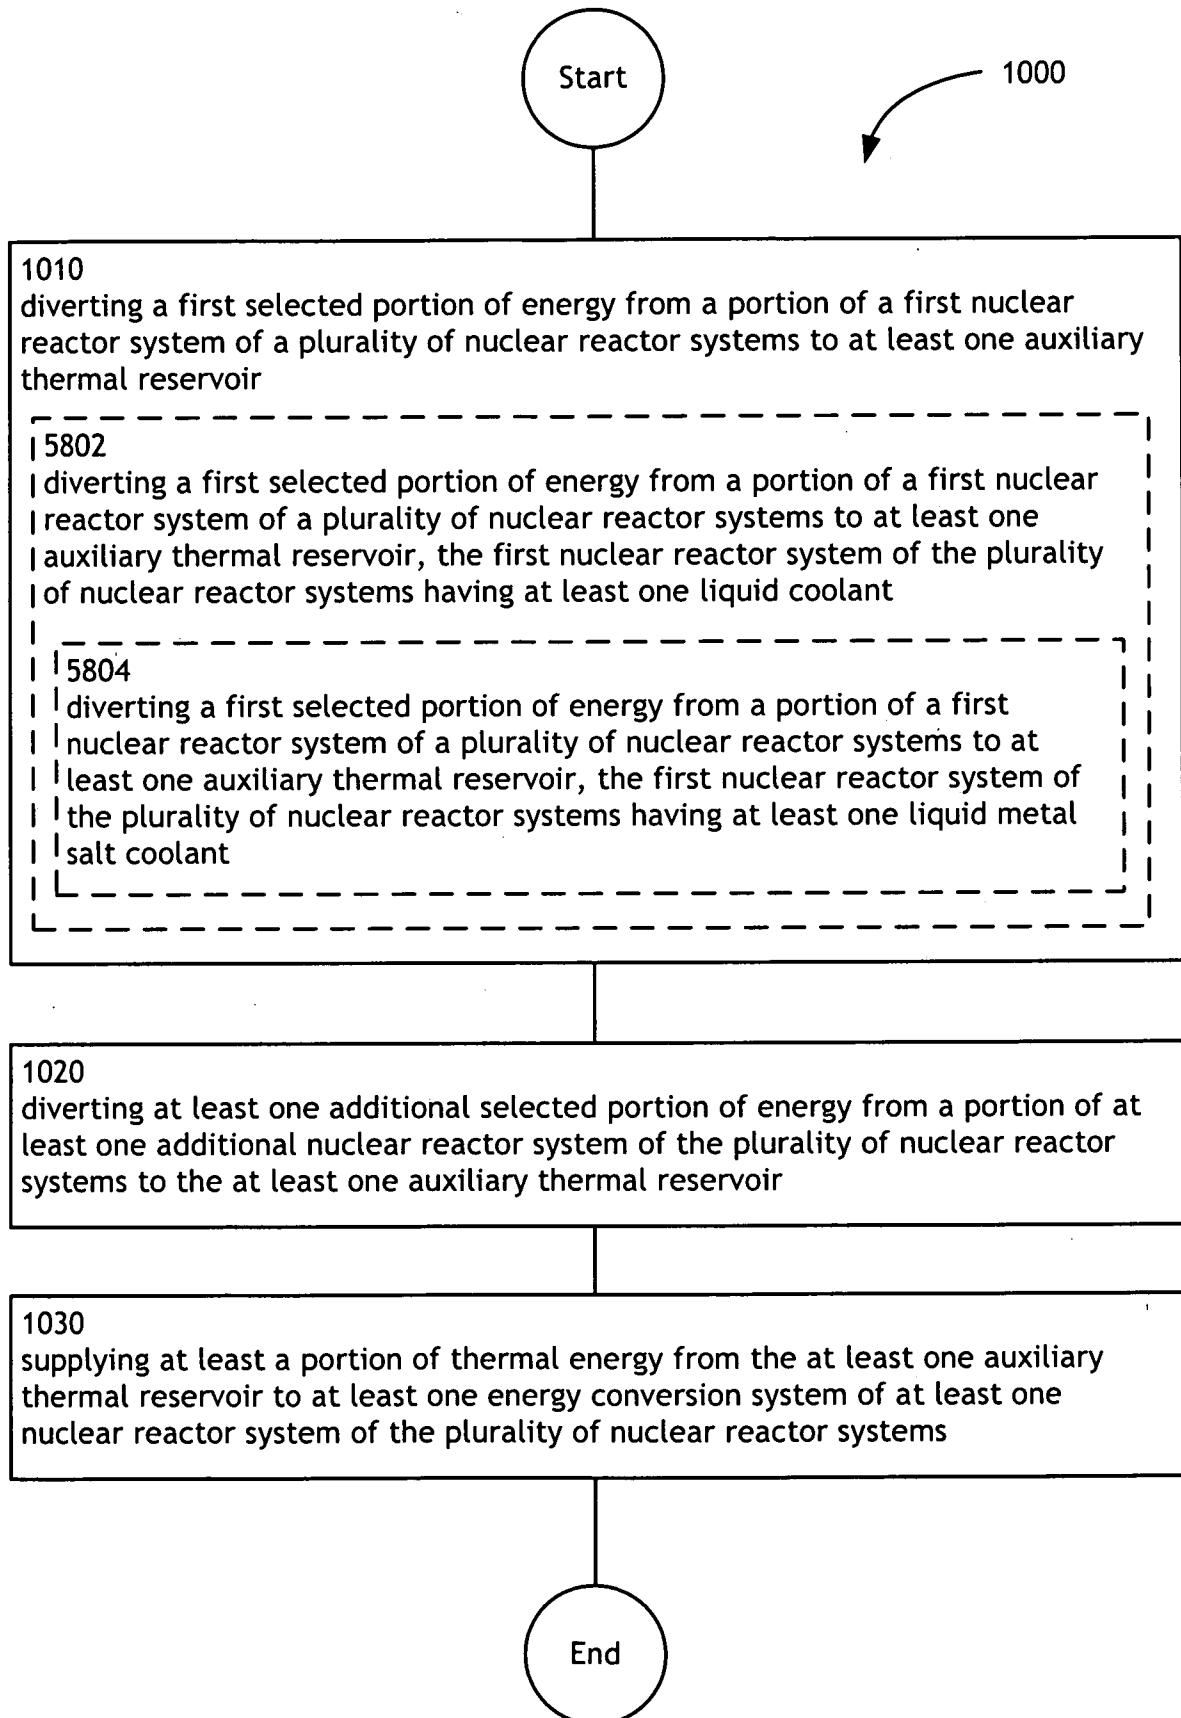 Start
1000
1010
diverting a first selected portion of energy from a portion of a first nuclear
reactor system of a plurality of nuclear reactor systems to at least one auxiliary
thermal reservoir
5802
diverting a first selected portion of energy from a portion of a first nuclear
reactor system of a plurality of nuclear reactor systems to at least one
auxiliary thermal reservoir, the first nuclear reactor system of the plurality
of nuclear reactor systems having at least one liquid coolant
5804
diverting a first selected portion of energy from a portion of a first
nuclear reactor system of a plurality of nuclear reactor systems to at
least one auxiliary thermal reservoir, the first nuclear reactor system of
the plurality of nuclear reactor systems having at least one liquid metal
salt coolant
1020
diverting at least one additional selected portion of energy from a portion of at
least one additional nuclear reactor system of the plurality of nuclear reactor
systems to the at least one auxiliary thermal reservoir
1030
supplying at least a portion of thermal energy from the at least one auxiliary
thermal reservoir to at least one energy conversion system of at least one
nuclear reactor system of the plurality of nuclear reactor systems
End